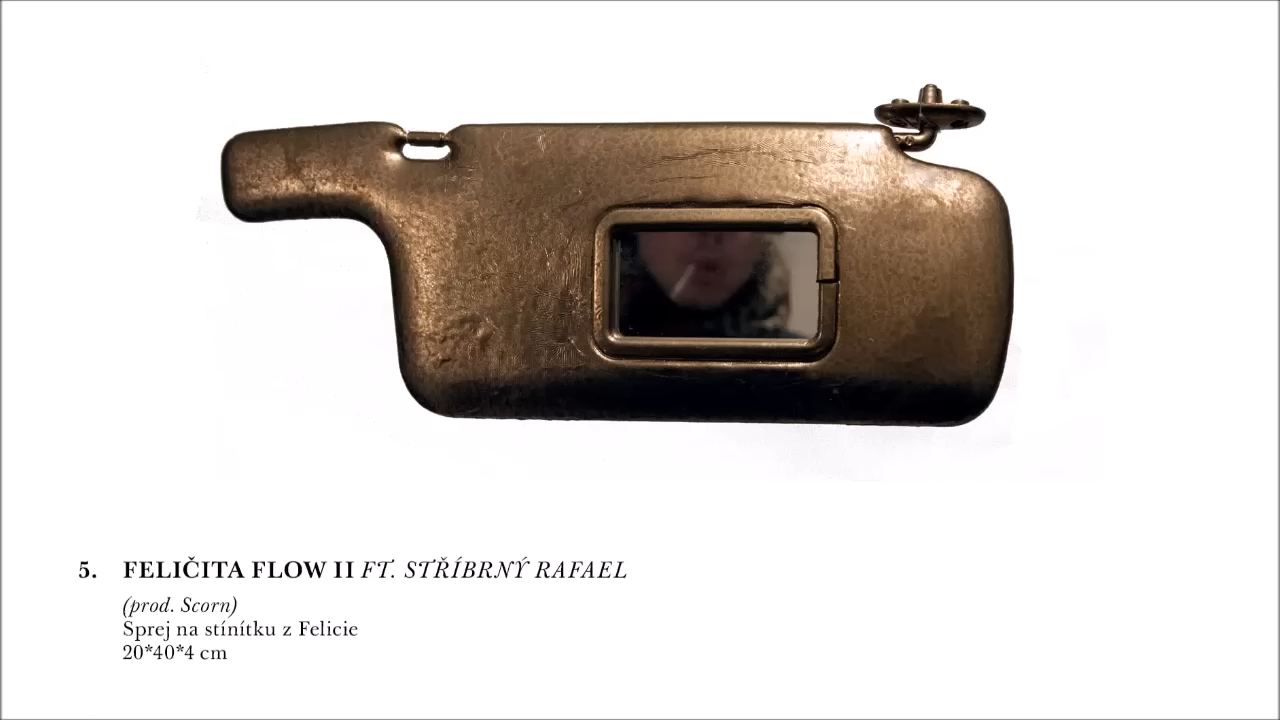 5. FELIČITA FLOW II FT. STŘÍBRNÝ RAFAEL
(prod. Scorn)
Sprej na stínítku z Felicie
20*40*4 cm